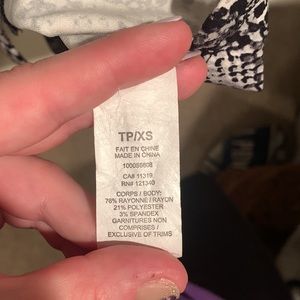 TP/XS
FAIT EN CHINE
MADE IN CHINA
100086808
CA# 11319
RN# 121340
CORPS / BODY:
76% RAYONNE / RAYON
21% POLYESTER
3% SPANDEX
GARNITURES NON
COMPRISES /
EXCLUSIVE OF TRIMS